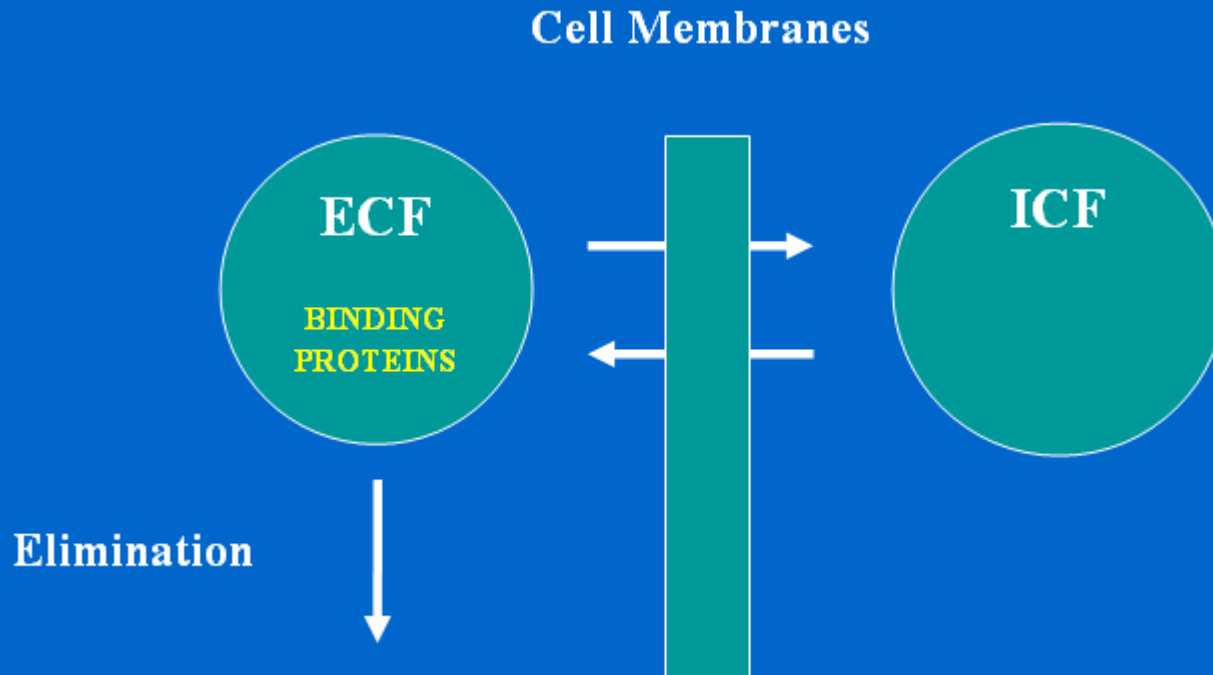 Cell Membranes
ECF
ICF
BINDING
PROTEINS
Elimination